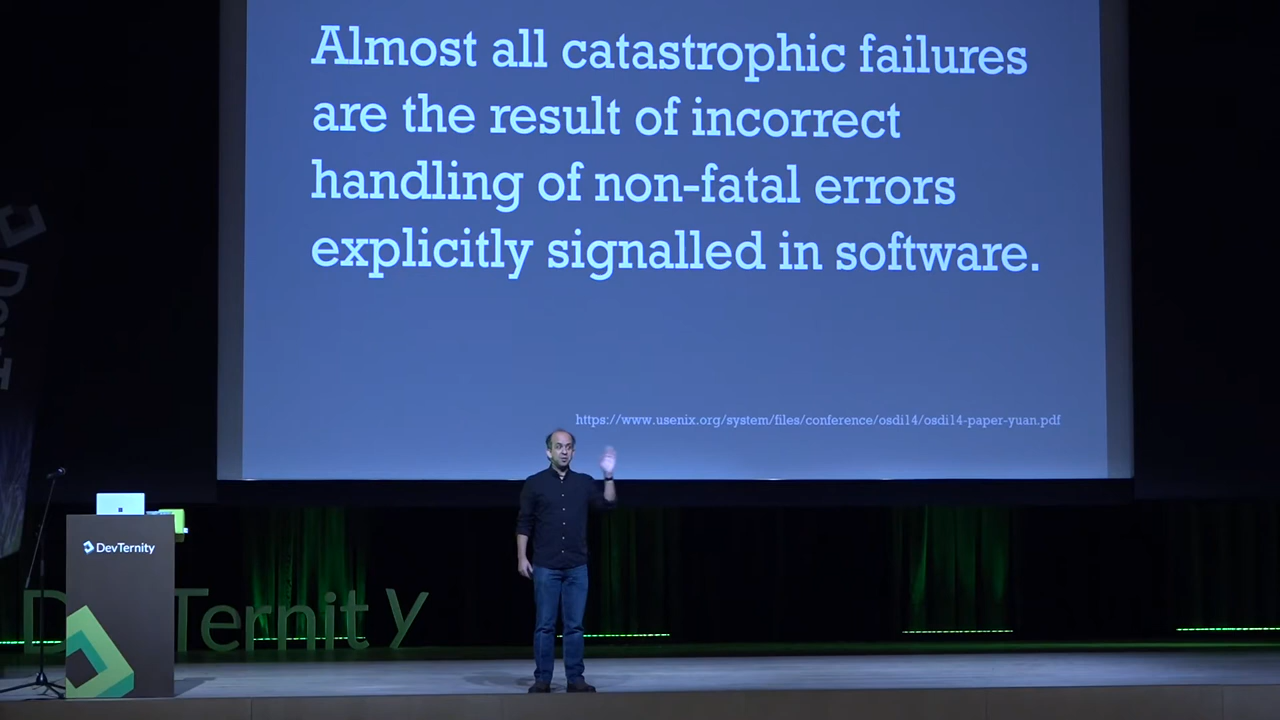 Almost all catastrophic failures
are the result of incorrect
handling of non-fatal errors
explicitly signalled in software.
https://www.usenix.org/system/files/conference/osdi14/osdi14-paper-yuan.pdf
DevTernity
DevTernity